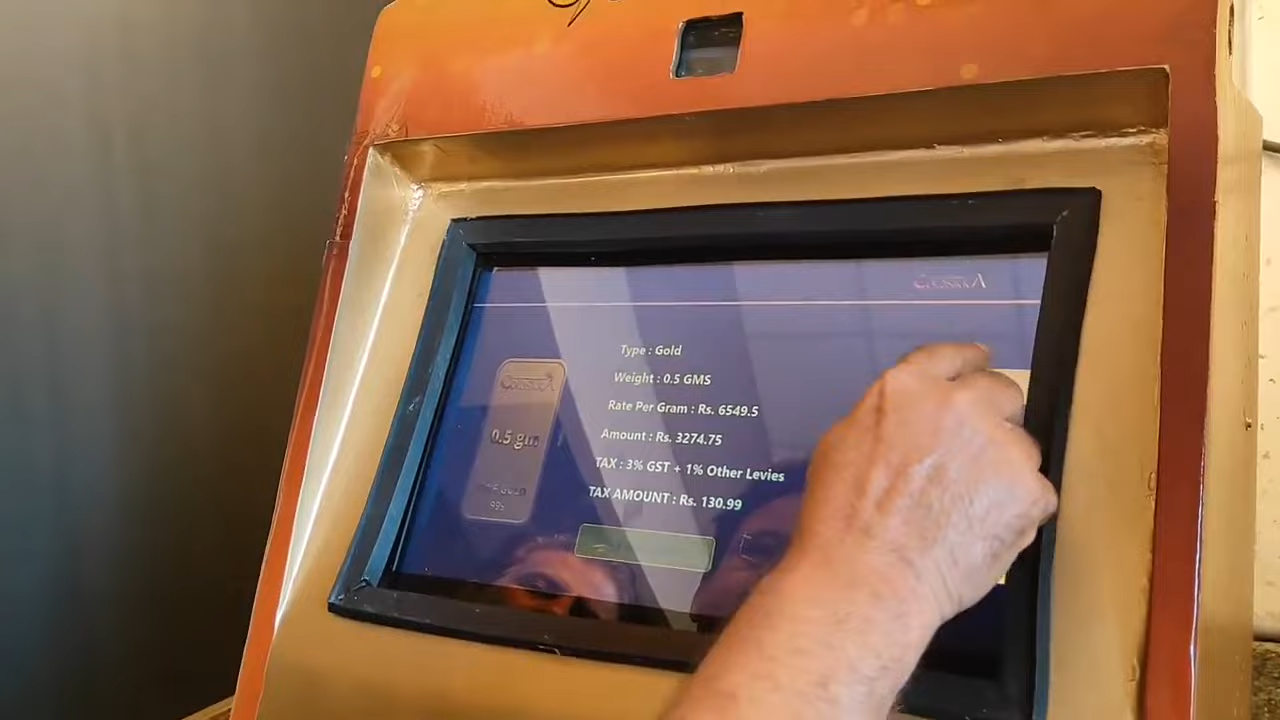 Type : Gold
Weight : 0.5 GMS
Rate Per Gram : Rs. 6549.5
Amount : Rs. 3274.75
TAX : 3% GST + 1% Other Levies
TAX AMOUNT : Rs. 130.99
0.5 gm